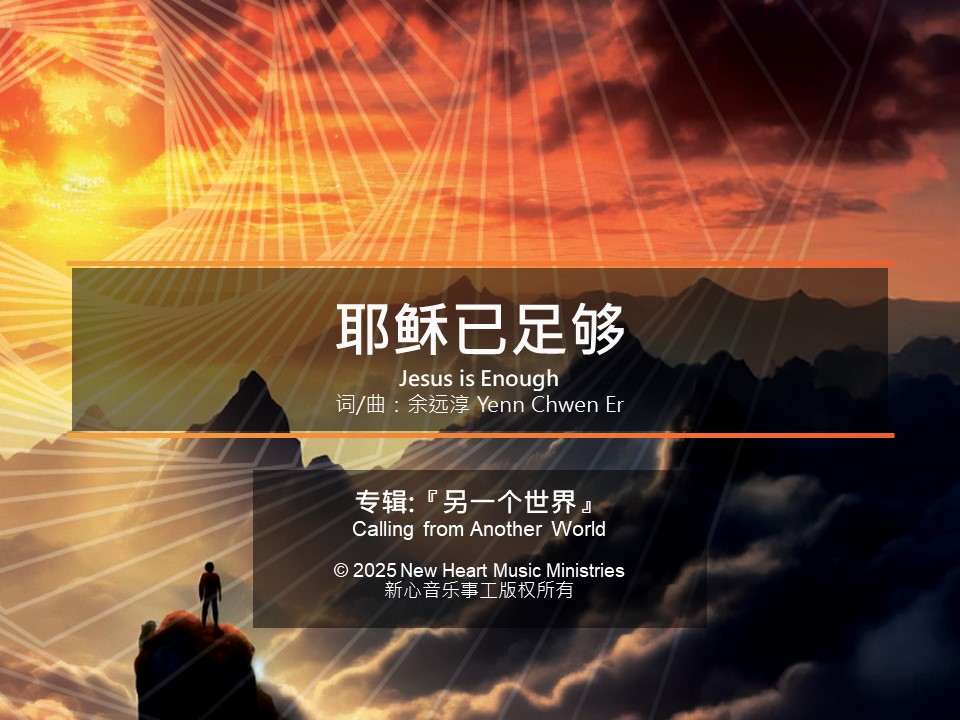 耶稣已足够
Jesus is Enough
词/曲：余远淳 Yenn Chwen Er
专辑:『另一个世界』
Calling from Another World
© 2025 New Heart Music Ministries
新心音乐事工版权所有